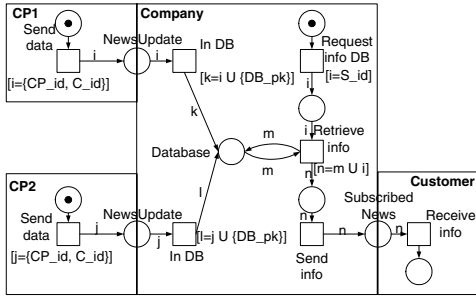 CP1
Send
data
i
[i={CP_id, C_id}]
NewsUpdate
Company
i
In DB
[k=i U {DB_pk}]
k
Request
info DB
[i=S_id]
i
i
Retrieve
info
[n=m U i]
Database
m
m
n
n
l
CP2
Send
data
j
[j={CP_id, C_id}]
NewsUpdate
j
In DB
[l=j U {DB_pk}]
Send
info
n
Customer
Subscribed
News
n
Receive
info